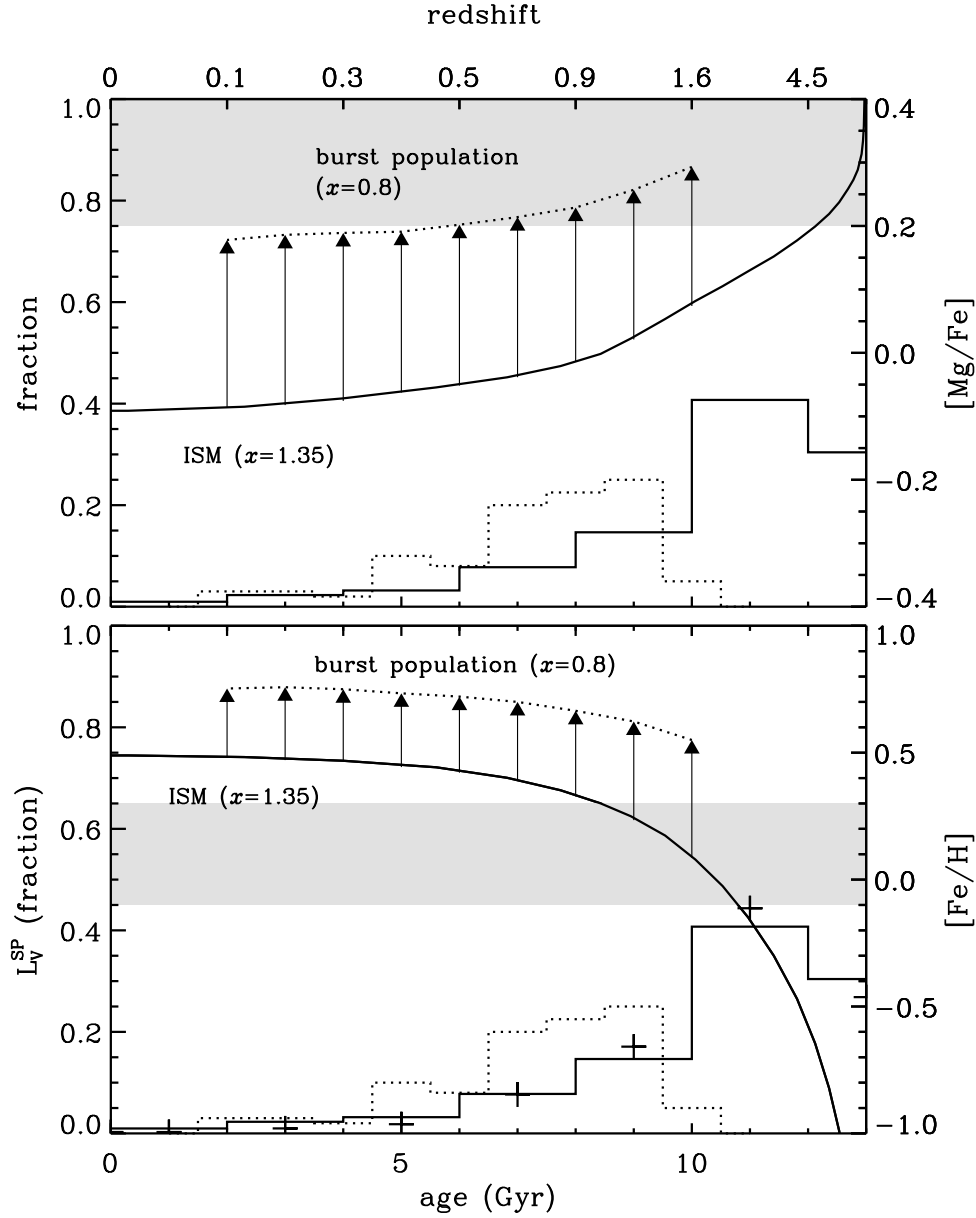 redshift
0 0.1 0.3 0.5 0.9 1.6 4.5
1.0 0.4
burst population
(x=0.8)
0.8 0.2
0.6
fraction
0.0
[Mg/Fe]
0.4
ISM (x=1.35)
0.2 −0.2
0.0 −0.4
1.0 1.0
burst population (x=0.8)
0.8 0.5
ISM (x=1.35)
0.6
L_V^SP (fraction)
0.0
[Fe/H]
0.4
0.2 −0.5
0.0 −1.0
0 5 10
age (Gyr)